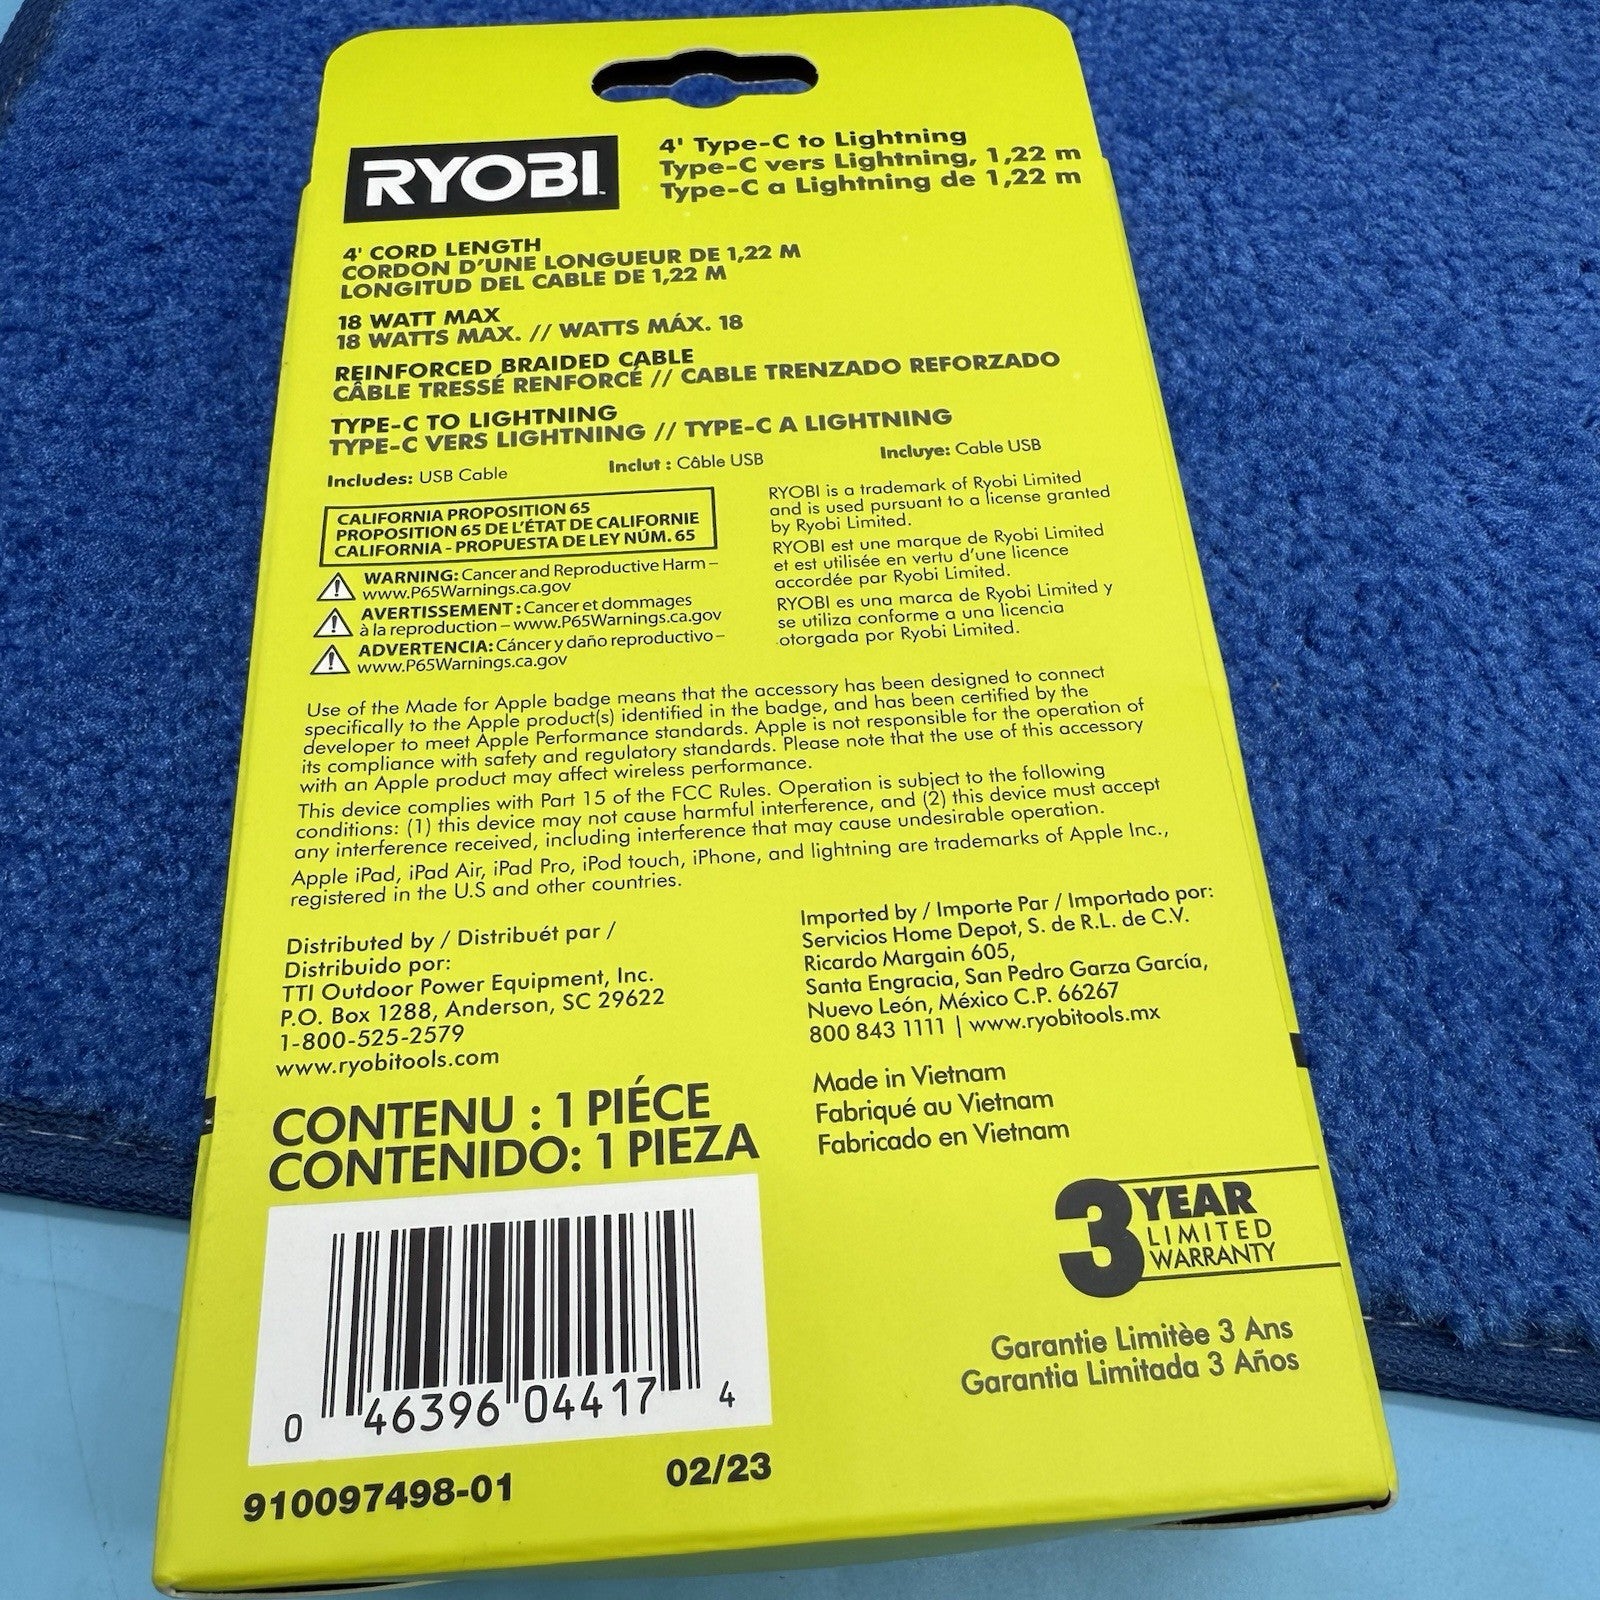 RYOBI
4' Type-C to Lightning
Type-C vers Lightning, 1,22 m
Type-C a Lightning de 1,22 m
4' CORD LENGTH
CORDON D'UNE LONGUEUR DE 1,22 M
LONGITUD DEL CABLE DE 1,22 M
18 WATT MAX
18 WATTS MAX. // WATTS MÁX. 18
REINFORCED BRAIDED CABLE
CÂBLE TRESSÉ RENFORCÉ // CABLE TRENZADO REFORZADO
TYPE-C TO LIGHTNING
TYPE-C VERS LIGHTNING // TYPE-C A LIGHTNING
Includes: USB Cable
Inclut : Câble USB
Incluye: Cable USB
CALIFORNIA PROPOSITION 65
PROPOSITION 65 DE L'ÉTAT DE CALIFORNIE
CALIFORNIA - PROPUESTA DE LEY NÚM. 65
WARNING: Cancer and Reproductive Harm –
www.P65Warnings.ca.gov
AVERTISSEMENT : Cancer et dommages
à la reproduction – www.P65Warnings.ca.gov
ADVERTENCIA: Cáncer y daño reproductivo –
www.P65Warnings.ca.gov
RYOBI is a trademark of Ryobi Limited
and is used pursuant to a license granted
by Ryobi Limited.
RYOBI est une marque de Ryobi Limited
et est utilisée en vertu d'une licence
accordée par Ryobi Limited.
RYOBI es una marca de Ryobi Limited y
se utiliza conforme a una licencia
otorgada por Ryobi Limited.
Use of the Made for Apple badge means that the accessory has been designed to connect
specifically to the Apple product(s) identified in the badge, and has been certified by the
developer to meet Apple Performance standards. Apple is not responsible for the operation of
its compliance with safety and regulatory standards. Please note that the use of this accessory
with an Apple product may affect wireless performance.
This device complies with Part 15 of the FCC Rules. Operation is subject to the following
conditions: (1) this device may not cause harmful interference, and (2) this device must accept
any interference received, including interference that may cause undesirable operation.
Apple iPad, iPad Air, iPad Pro, iPod touch, iPhone, and lightning are trademarks of Apple Inc.,
registered in the U.S and other countries.
Distributed by / Distribuét par /
Distribuido por:
TTI Outdoor Power Equipment, Inc.
P.O. Box 1288, Anderson, SC 29622
1-800-525-2579
www.ryobitools.com
Imported by / Importe Par / Importado por:
Servicios Home Depot, S. de R.L. de C.V.
Ricardo Margain 605,
Santa Engracia, San Pedro Garza García,
Nuevo León, México C.P. 66267
800 843 1111 | www.ryobitools.mx
Made in Vietnam
Fabriqué au Vietnam
Fabricado en Vietnam
CONTENU : 1 PIÉCE
CONTENIDO: 1 PIEZA
3 YEAR
LIMITED
WARRANTY
Garantie Limitèe 3 Ans
Garantia Limitada 3 Años
0 46396 04417 4
910097498-01
02/23